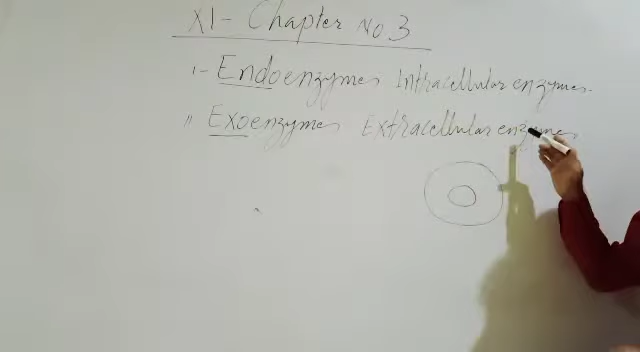 XI - Chapter No 3
i- Endoenzymes Intracellular enzymes.
ii Exoenzymes Extracellular enzymes